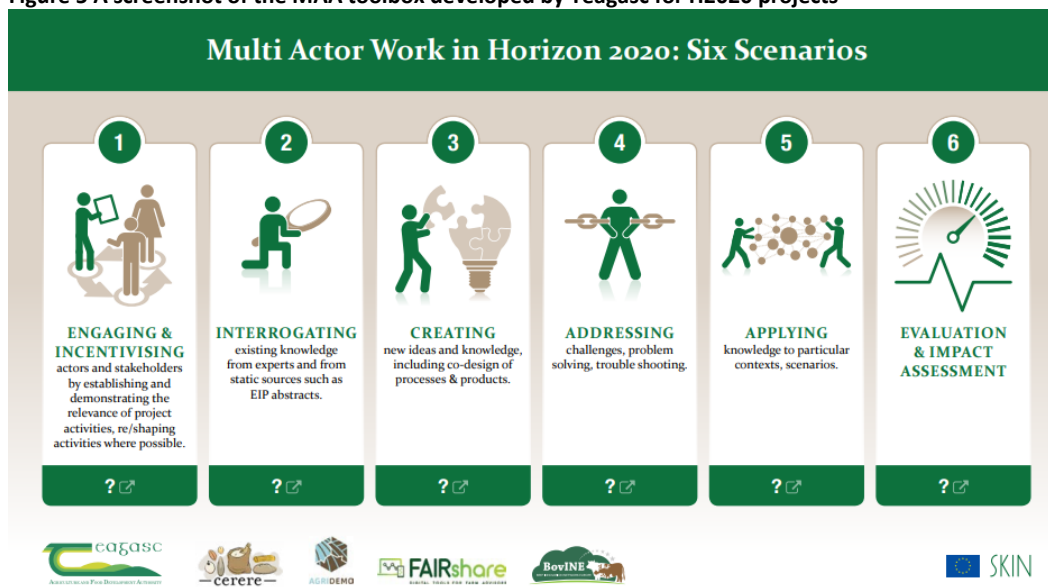 Figure 5 A screenshot of the MAA toolbox developed by Teagasc for H2020 projects
Multi Actor Work in Horizon 2020: Six Scenarios
1
ENGAGING &
INCENTIVISING
actors and stakeholders
by establishing and
demonstrating the
relevance of project
activities, re/shaping
activities where possible.
?
2
INTERROGATING
existing knowledge
from experts and from
static sources such as
EIP abstracts.
?
3
CREATING
new ideas and knowledge,
including co-design of
processes & products.
?
4
ADDRESSING
challenges, problem
solving, trouble shooting.
?
5
APPLYING
knowledge to particular
contexts, scenarios.
?
6
EVALUATION
& IMPACT
ASSESSMENT
?
teagasc
AGRICULTURE AND FOOD DEVELOPMENT AUTHORITY
cerere
AGRIDEMO
FAIRshare
DIGITAL TOOLS FOR FARM ADVISORS
BovINE
SKIN